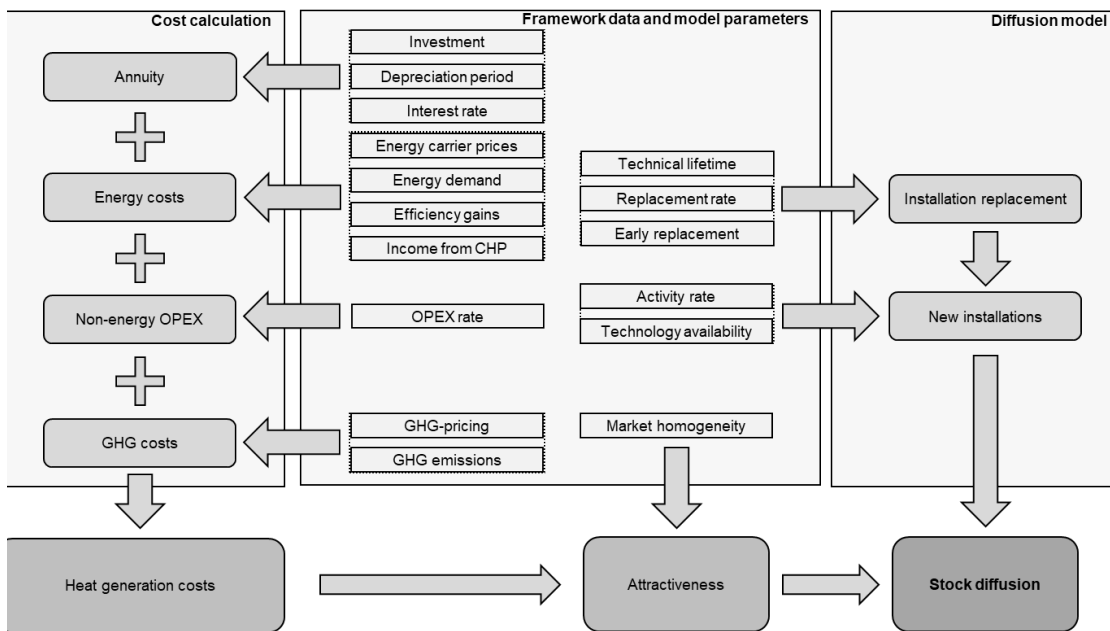 Cost calculation
Framework data and model parameters
Diffusion model
Annuity
Energy costs
Non-energy OPEX
GHG costs
Investment
Depreciation period
Interest rate
Energy carrier prices
Energy demand
Efficiency gains
Income from CHP
OPEX rate
GHG-pricing
GHG emissions
Technical lifetime
Replacement rate
Early replacement
Activity rate
Technology availability
Market homogeneity
Installation replacement
New installations
Heat generation costs
Attractiveness
Stock diffusion